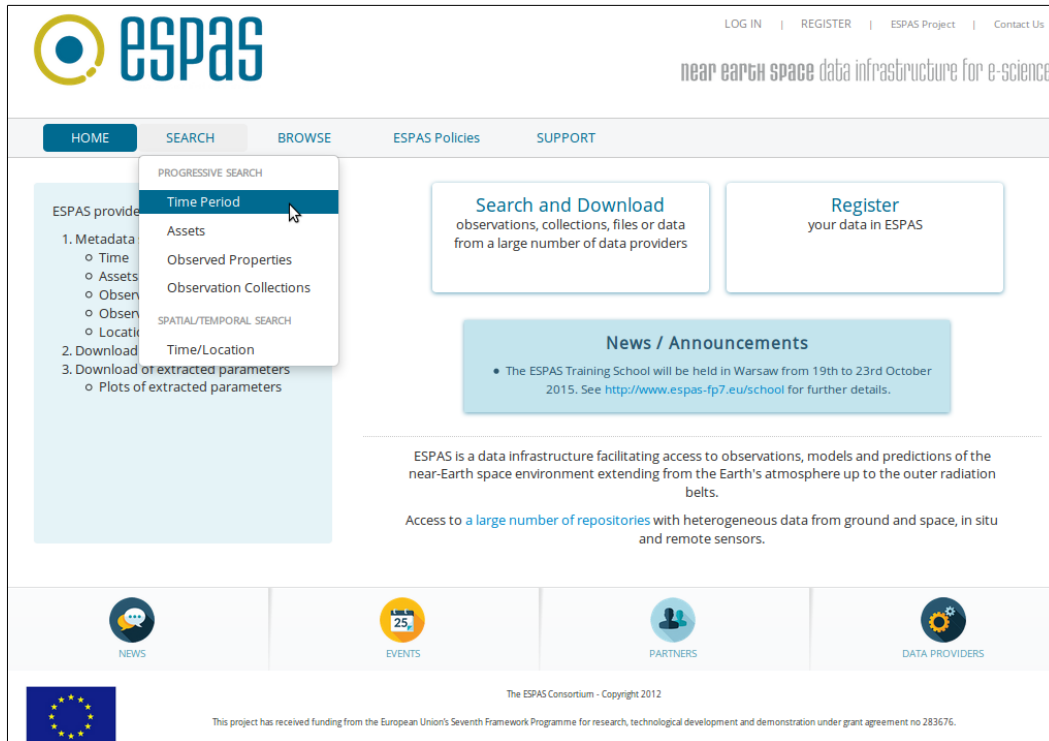 espas
LOG IN | REGISTER | ESPAS Project | Contact Us
near earth space data infrastructure for e-science
HOME SEARCH BROWSE ESPAS Policies SUPPORT
PROGRESSIVE SEARCH
Time Period
Assets
Observed Properties
Observation Collections
SPATIAL/TEMPORAL SEARCH
Time/Location
ESPAS provide
1. Metadata
Time
Assets
Obser
Obser
Locati
2. Download
3. Download of extracted parameters
Plots of extracted parameters
Search and Download
observations, collections, files or data
from a large number of data providers
Register
your data in ESPAS
News / Announcements
• The ESPAS Training School will be held in Warsaw from 19th to 23rd October
2015. See http://www.espas-fp7.eu/school for further details.
ESPAS is a data infrastructure facilitating access to observations, models and predictions of the
near-Earth space environment extending from the Earth's atmosphere up to the outer radiation
belts.
Access to a large number of repositories with heterogeneous data from ground and space, in situ
and remote sensors.
25
NEWS EVENTS PARTNERS DATA PROVIDERS
The ESPAS Consortium - Copyright 2012
This project has received funding from the European Union's Seventh Framework Programme for research, technological development and demonstration under grant agreement no 283676.